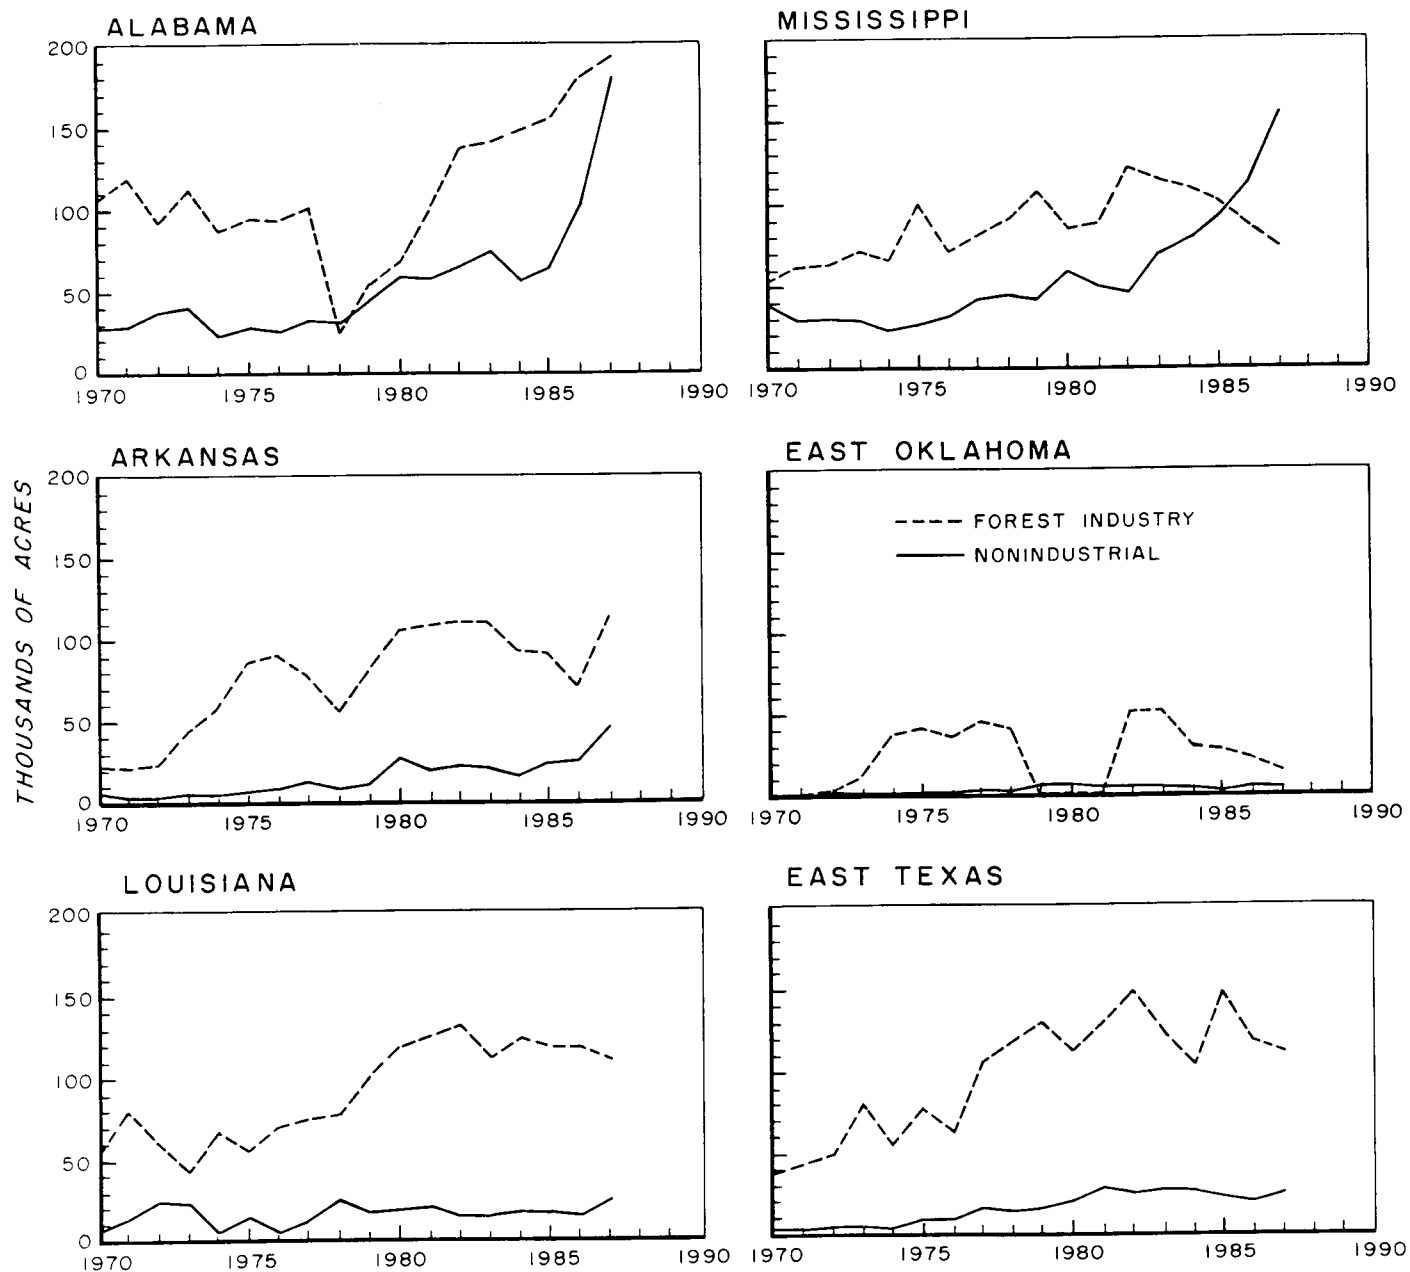 ALABAMA
MISSISSIPPI
200
150
100
50
0
1970 1975 1980 1985 1990
1970 1975 1980 1985 1990
ARKANSAS
EAST OKLAHOMA
THOUSANDS OF ACRES
200
150
100
50
0
FOREST INDUSTRY
NONINDUSTRIAL
1970 1975 1980 1985 1990
1970 1975 1980 1985 1990
LOUISIANA
EAST TEXAS
200
150
100
50
0
1970 1975 1980 1985 1990
1970 1975 1980 1985 1990